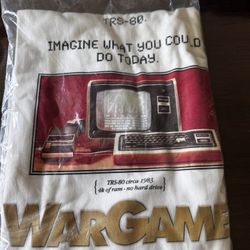 TRS-80.
IMAGINE WHAT YOU COULD
DO TODAY.
TRS-80 circa 1983.
{ 4k of ram - no hard drive }
WARGAME